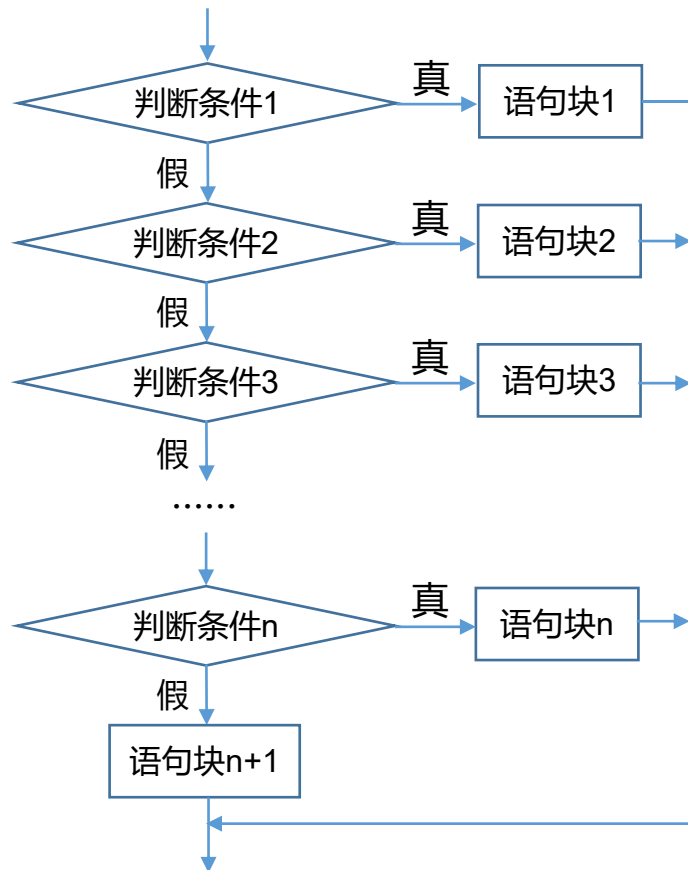 真
判断条件1
语句块1
假
真
判断条件2
语句块2
假
真
判断条件3
语句块3
假
......
真
判断条件n
语句块n
假
语句块n+1